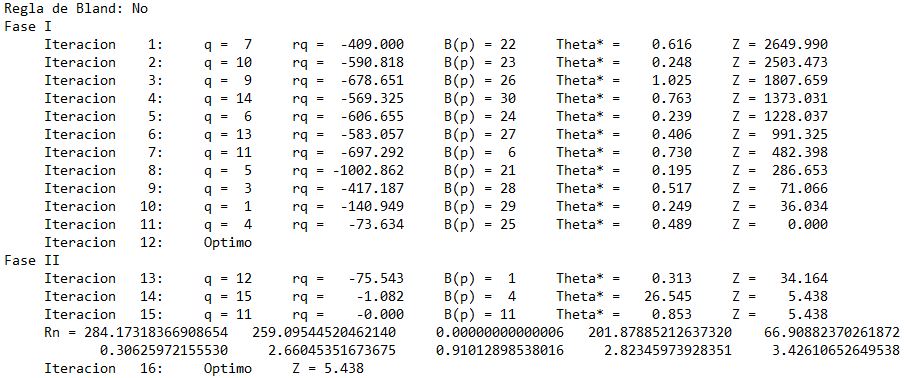 Regla de Bland: No
Fase I
Iteracion 1: q = 7 rq = -409.000 B(p) = 22 Theta* = 0.616 Z = 2649.990
Iteracion 2: q = 10 rq = -590.818 B(p) = 23 Theta* = 0.248 Z = 2503.473
Iteracion 3: q = 9 rq = -678.651 B(p) = 26 Theta* = 1.025 Z = 1807.659
Iteracion 4: q = 14 rq = -569.325 B(p) = 30 Theta* = 0.763 Z = 1373.031
Iteracion 5: q = 6 rq = -606.655 B(p) = 24 Theta* = 0.239 Z = 1228.037
Iteracion 6: q = 13 rq = -583.057 B(p) = 27 Theta* = 0.406 Z = 991.325
Iteracion 7: q = 11 rq = -697.292 B(p) = 6 Theta* = 0.730 Z = 482.398
Iteracion 8: q = 5 rq = -1002.862 B(p) = 21 Theta* = 0.195 Z = 286.653
Iteracion 9: q = 3 rq = -417.187 B(p) = 28 Theta* = 0.517 Z = 71.066
Iteracion 10: q = 1 rq = -140.949 B(p) = 29 Theta* = 0.249 Z = 36.034
Iteracion 11: q = 4 rq = -73.634 B(p) = 25 Theta* = 0.489 Z = 0.000
Iteracion 12: Optimo
Fase II
Iteracion 13: q = 12 rq = -75.543 B(p) = 1 Theta* = 0.313 Z = 34.164
Iteracion 14: q = 15 rq = -1.082 B(p) = 4 Theta* = 26.545 Z = 5.438
Iteracion 15: q = 11 rq = -0.000 B(p) = 11 Theta* = 0.853 Z = 5.438
Rn = 284.17318366908654 259.09544520462140 0.00000000000006 201.87885212637320 66.90882370261872
0.30625972155530 2.66045351673675 0.91012898538016 2.82345973928351 3.42610652649538
Iteracion 16: Optimo Z = 5.438